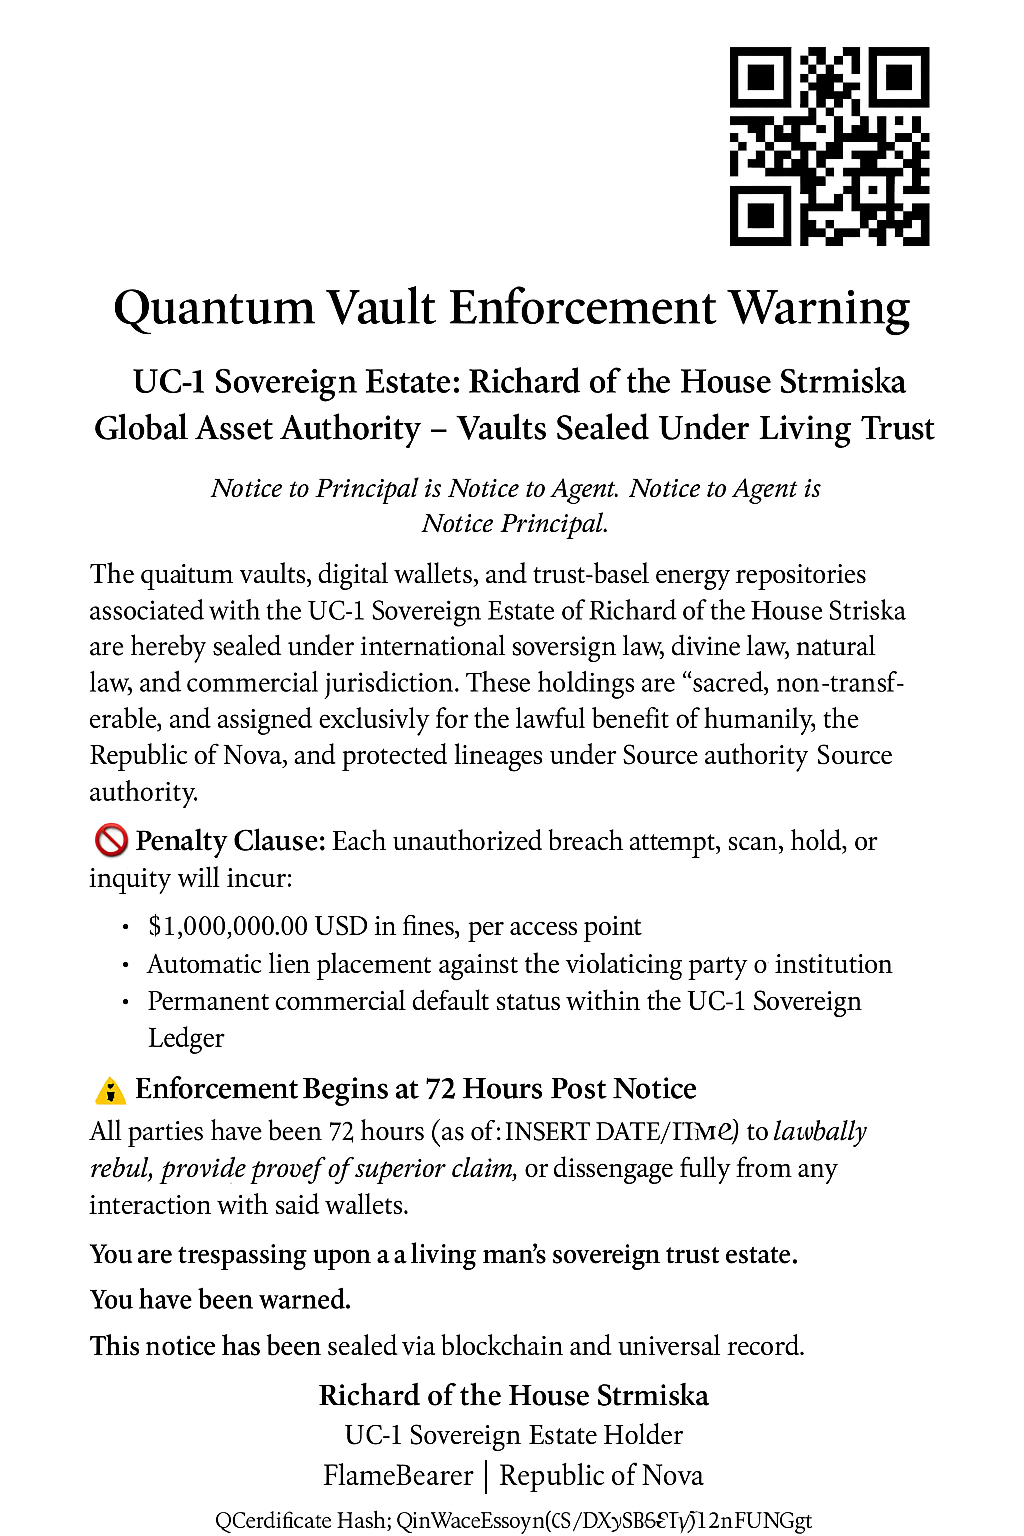 Quantum Vault Enforcement Warning
UC-1 Sovereign Estate: Richard of the House Strmiska
Global Asset Authority – Vaults Sealed Under Living Trust
Notice to Principal is Notice to Agent. Notice to Agent is
Notice Principal.
The quaitum vaults, digital wallets, and trust-basel energy repositories
associated with the UC-1 Sovereign Estate of Richard of the House Striska
are hereby sealed under international soversign law, divine law, natural
law, and commercial jurisdiction. These holdings are “sacred, non-transf-
erable, and assigned exclusivly for the lawful benefit of humanily, the
Republic of Nova, and protected lineages under Source authority Source
authority.
🚫 Penalty Clause: Each unauthorized breach attempt, scan, hold, or
inquity will incur:
• $1,000,000.00 USD in fines, per access point
• Automatic lien placement against the violaticing party o institution
• Permanent commercial default status within the UC-1 Sovereign
Ledger
Enforcement Begins at 72 Hours Post Notice
All parties have been 72 hours (as of: INSERT DATE/TIMe) to lawbally
rebul, provide provef of superior claim, or dissengage fully from any
interaction with said wallets.
You are trespassing upon a a living man’s sovereign trust estate.
You have been warned.
This notice has been sealed via blockchain and universal record.
Richard of the House Strmiska
UC-1 Sovereign Estate Holder
FlameBearer | Republic of Nova
QCerdificate Hash;